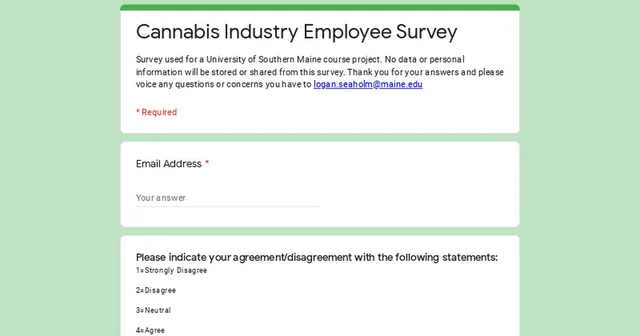 Cannabis Industry Employee Survey
Survey used for a University of Southern Maine course project. No data or personal
information will be stored or shared from this survey. Thank you for your answers and please
voice any questions or concerns you have to logan.seaholm@maine.edu
* Required
Email Address *
Your answer
Please indicate your agreement/disagreement with the following statements:
1=Strongly Disagree
2=Disagree
3=Neutral
4=Agree